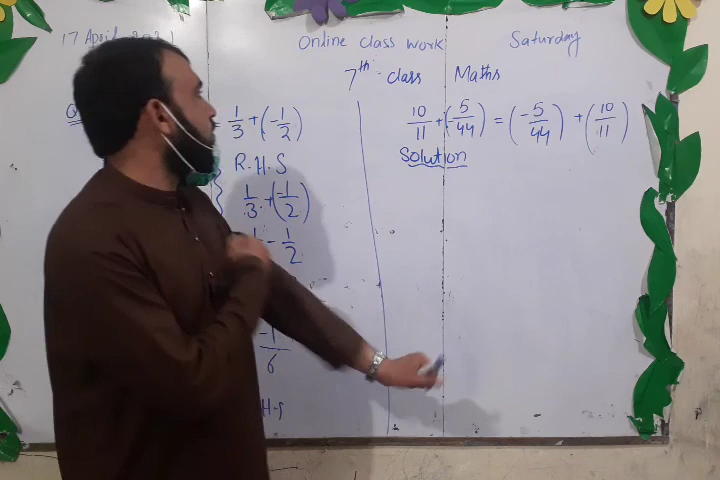 17 April 2021
Online class work
Saturday
7th class Maths
Q
= 1/3 + (-1/2)
R.H.S
1/3 + (-1/2)
- 1/2
-1/6
H.S
10/11 + (-5/44) = (-5/44) + (10/11)
Solution